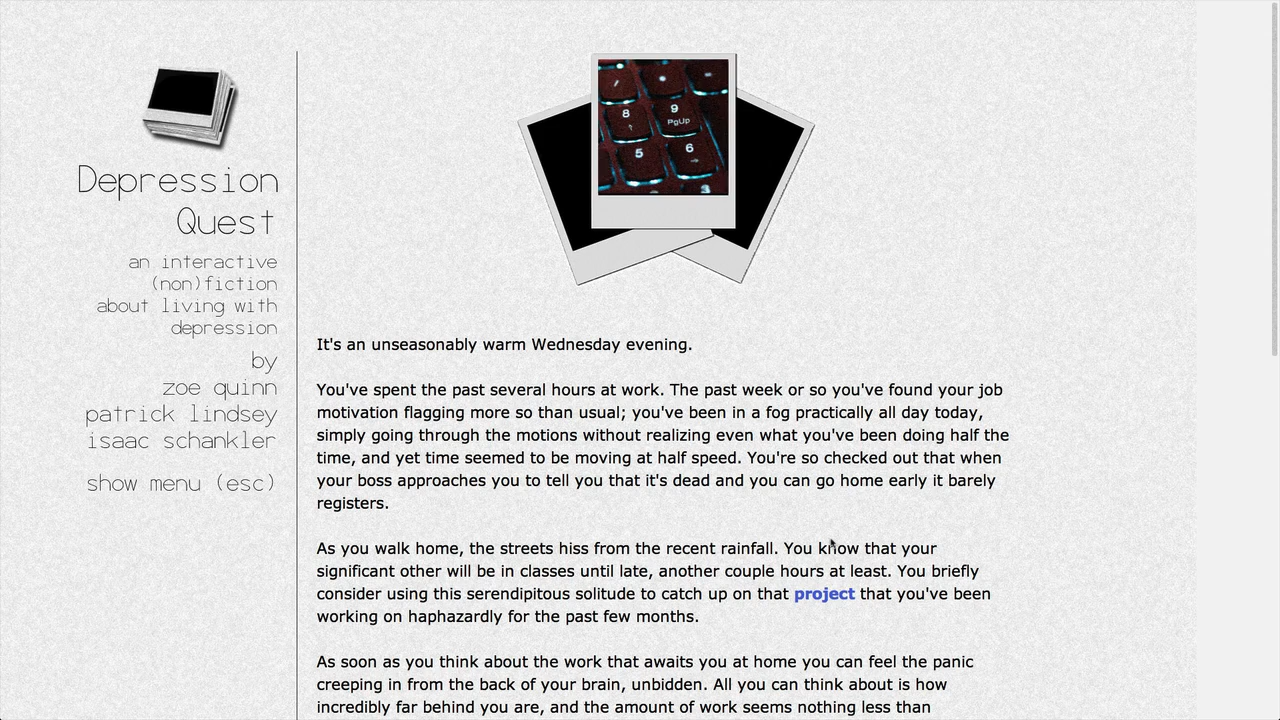 Depression
Quest
an interactive
(non)fiction
about living with
depression
by
zoe quinn
patrick lindsey
isaac schankler
show menu (esc)
/
8
9
PgUp
5
6
3
It's an unseasonably warm Wednesday evening.
You've spent the past several hours at work. The past week or so you've found your job
motivation flagging more so than usual; you've been in a fog practically all day today,
simply going through the motions without realizing even what you've been doing half the
time, and yet time seemed to be moving at half speed. You're so checked out that when
your boss approaches you to tell you that it's dead and you can go home early it barely
registers.
As you walk home, the streets hiss from the recent rainfall. You know that your
significant other will be in classes until late, another couple hours at least. You briefly
consider using this serendipitous solitude to catch up on that project that you've been
working on haphazardly for the past few months.
As soon as you think about the work that awaits you at home you can feel the panic
creeping in from the back of your brain, unbidden. All you can think about is how
incredibly far behind you are, and the amount of work seems nothing less than